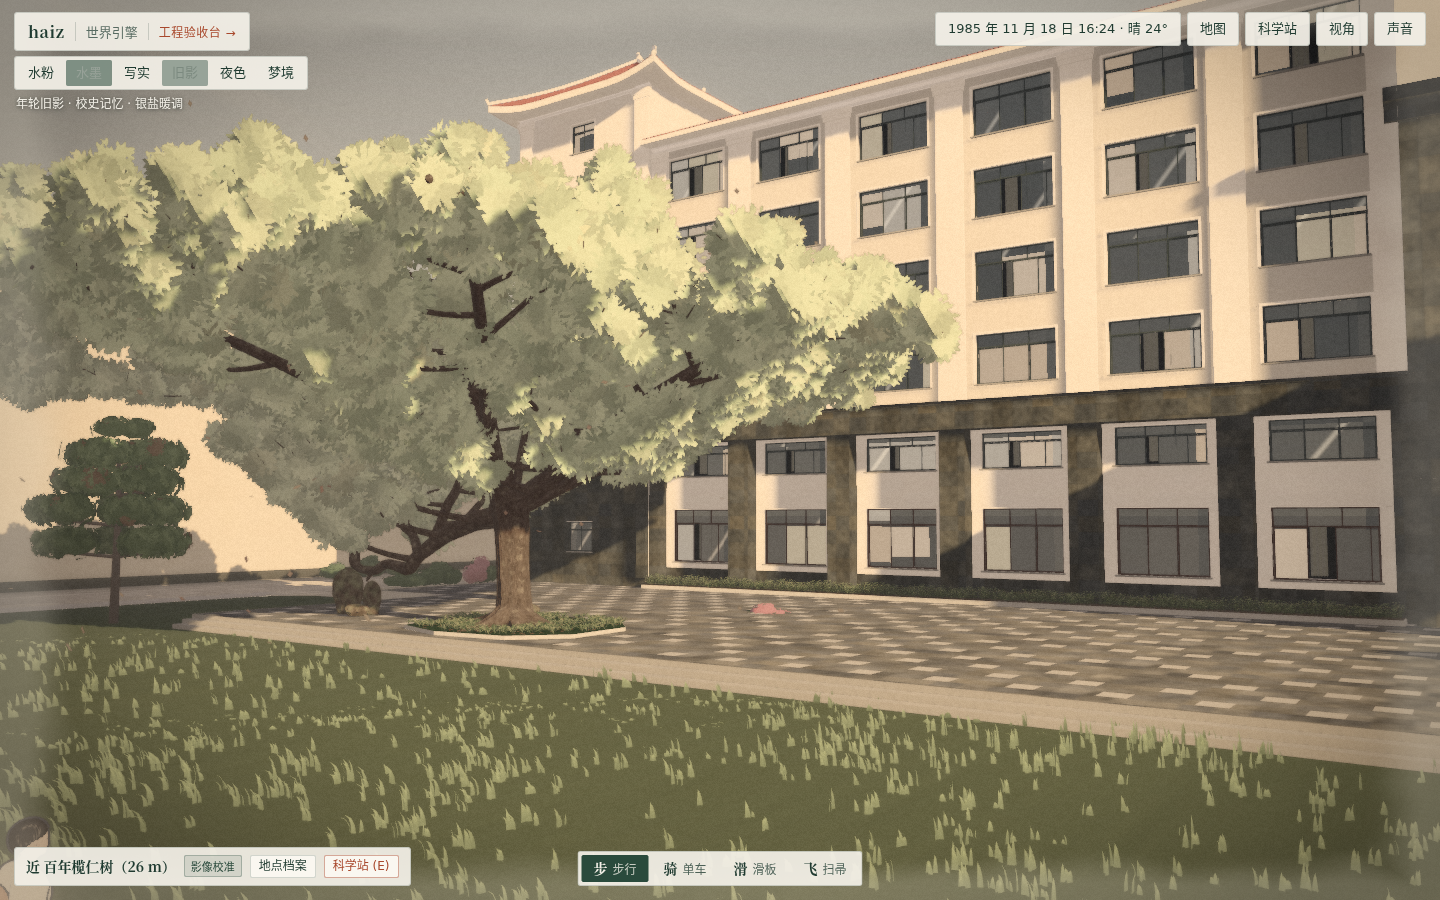 haiz 世界引擎 工程验收台 →
1985 年 11 月 18 日 16:24 · 晴 24° 地图 科学站 视角 声音
水粉 水墨 写实 旧影 夜色 梦境
年轮旧影 · 校史记忆 · 银盐暖调
近 百年榄仁树（26 m） 影像校准 地点档案 科学站 (E)
步 步行 骑 单车 滑 滑板 飞 扫帚